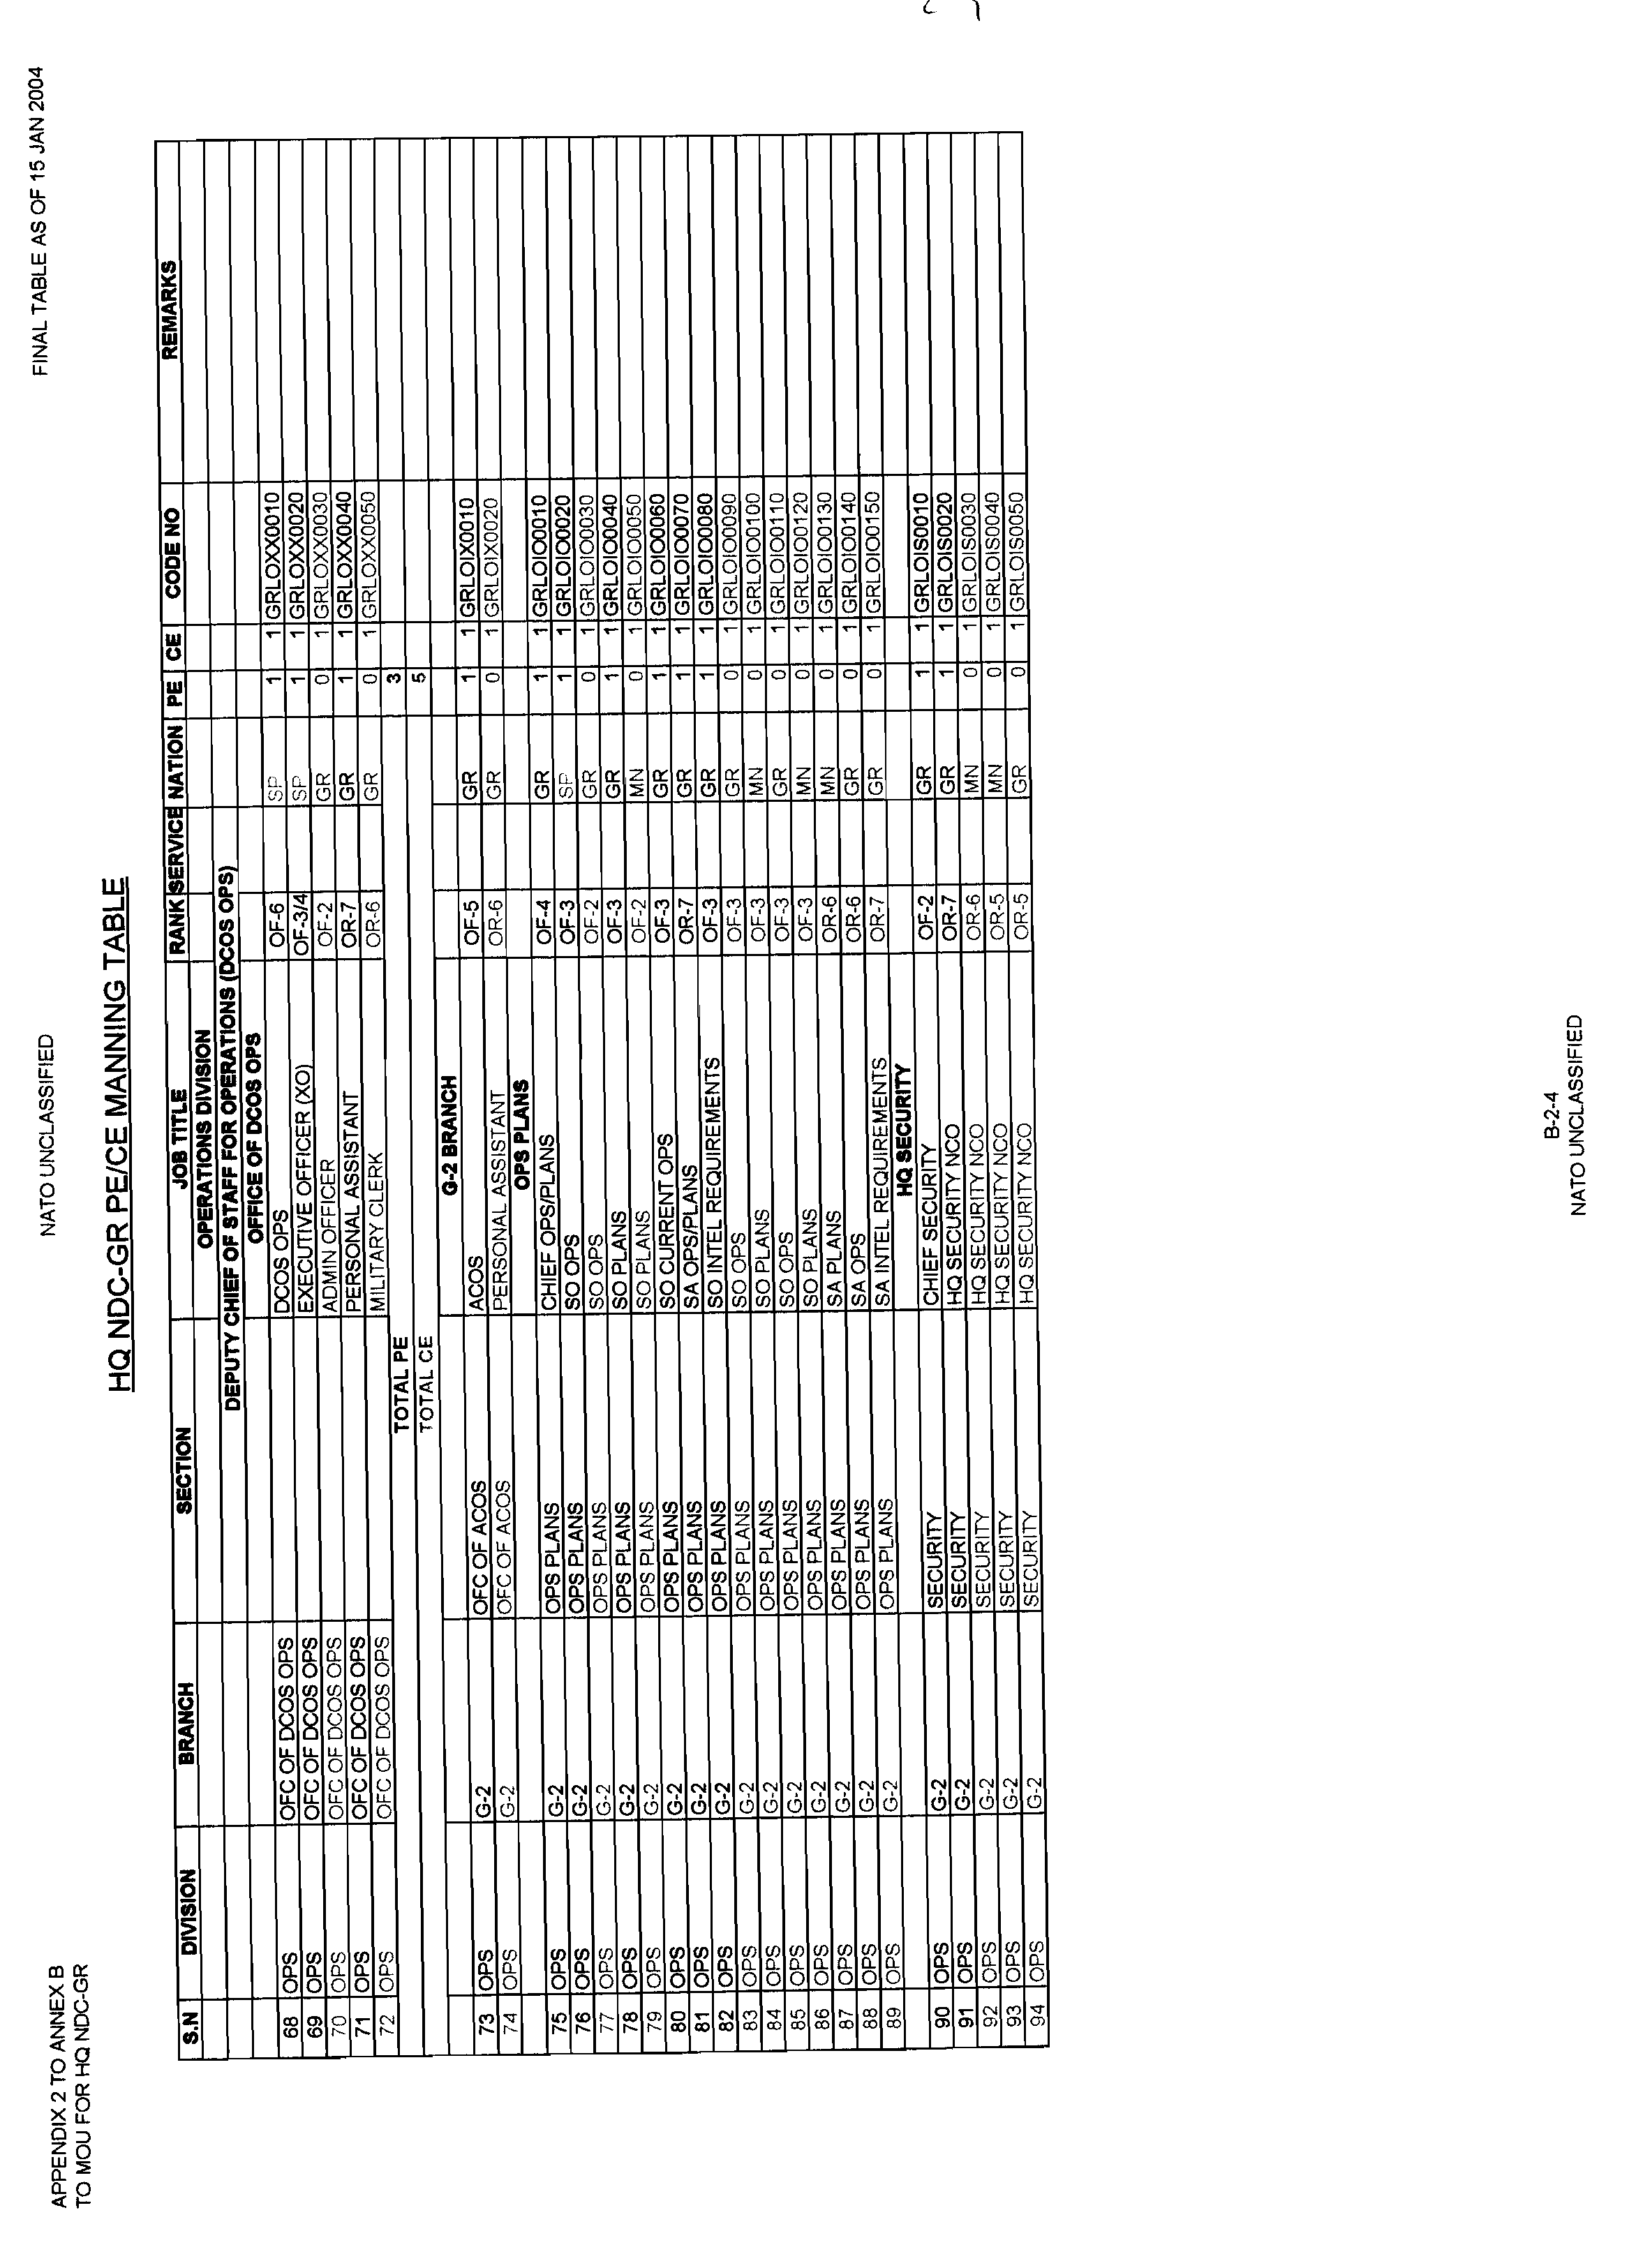 APPENDIX 2 TO ANNEX B
TO MOU FOR HQ NDC-GR
NATO UNCLASSIFIED
FINAL TABLE AS OF 15 JAN 2004
HQ NDC-GR PE/CE MANNING TABLE
S.N DIVISION BRANCH SECTION JOB TITLE RANK SERVICE NATION PE CE CODE NO REMARKS
OPERATIONS DIVISION
DEPUTY CHIEF OF STAFF FOR OPERATIONS (DCOS OPS)
OFFICE OF DCOS OPS
68 OPS OFC OF DCOS OPS DCOS OPS OF-6 SP 1 1 GRLOXX0010
69 OPS OFC OF DCOS OPS EXECUTIVE OFFICER (XO) OF-3/4 SP 1 1 GRLOXX0020
70 OPS OFC OF DCOS OPS ADMIN OFFICER OF-2 GR 0 1 GRLOXX0030
71 OPS OFC OF DCOS OPS PERSONAL ASSISTANT OR-7 GR 1 1 GRLOXX0040
72 OPS OFC OF DCOS OPS MILITARY CLERK OR-6 GR 0 1 GRLOXX0050
TOTAL PE 3
TOTAL CE 5
G-2 BRANCH
73 OPS G-2 OFC OF ACOS ACOS OF-5 GR 1 1 GRLOIX0010
74 OPS G-2 OFC OF ACOS PERSONAL ASSISTANT OR-6 GR 0 1 GRLOIX0020
OPS PLANS
75 OPS G-2 OPS PLANS CHIEF OPS/PLANS OF-4 GR 1 1 GRLOIO0010
76 OPS G-2 OPS PLANS SO OPS OF-3 SP 1 1 GRLOIO0020
77 OPS G-2 OPS PLANS SO OPS OF-2 GR 0 1 GRLOIO0030
78 OPS G-2 OPS PLANS SO PLANS OF-3 GR 1 1 GRLOIO0040
79 OPS G-2 OPS PLANS SO PLANS OF-2 MN 0 1 GRLOIO0050
80 OPS G-2 OPS PLANS SO CURRENT OPS OF-3 GR 1 1 GRLOIO0060
81 OPS G-2 OPS PLANS SA OPS/PLANS OR-7 GR 1 1 GRLOIO0070
82 OPS G-2 OPS PLANS SO INTEL REQUIREMENTS OF-3 GR 1 1 GRLOIO0080
83 OPS G-2 OPS PLANS SO OPS OF-3 GR 0 1 GRLOIO0090
84 OPS G-2 OPS PLANS SO PLANS OF-3 MN 0 1 GRLOIO0100
85 OPS G-2 OPS PLANS SO OPS OF-3 GR 0 1 GRLOIO0110
86 OPS G-2 OPS PLANS SO PLANS OF-3 MN 0 1 GRLOIO0120
87 OPS G-2 OPS PLANS SA PLANS OR-6 MN 0 1 GRLOIO0130
88 OPS G-2 OPS PLANS SA OPS OR-6 GR 0 1 GRLOIO0140
89 OPS G-2 OPS PLANS SA INTEL REQUIREMENTS OR-7 GR 0 1 GRLOIO0150
HQ SECURITY
90 OPS G-2 SECURITY CHIEF SECURITY OF-2 GR 1 1 GRLOIS0010
91 OPS G-2 SECURITY HQ SECURITY NCO OR-7 GR 1 1 GRLOIS0020
92 OPS G-2 SECURITY HQ SECURITY NCO OR-6 MN 0 1 GRLOIS0030
93 OPS G-2 SECURITY HQ SECURITY NCO OR-5 MN 0 1 GRLOIS0040
94 OPS G-2 SECURITY HQ SECURITY NCO OR-5 GR 0 1 GRLOIS0050
B-2-4
NATO UNCLASSIFIED